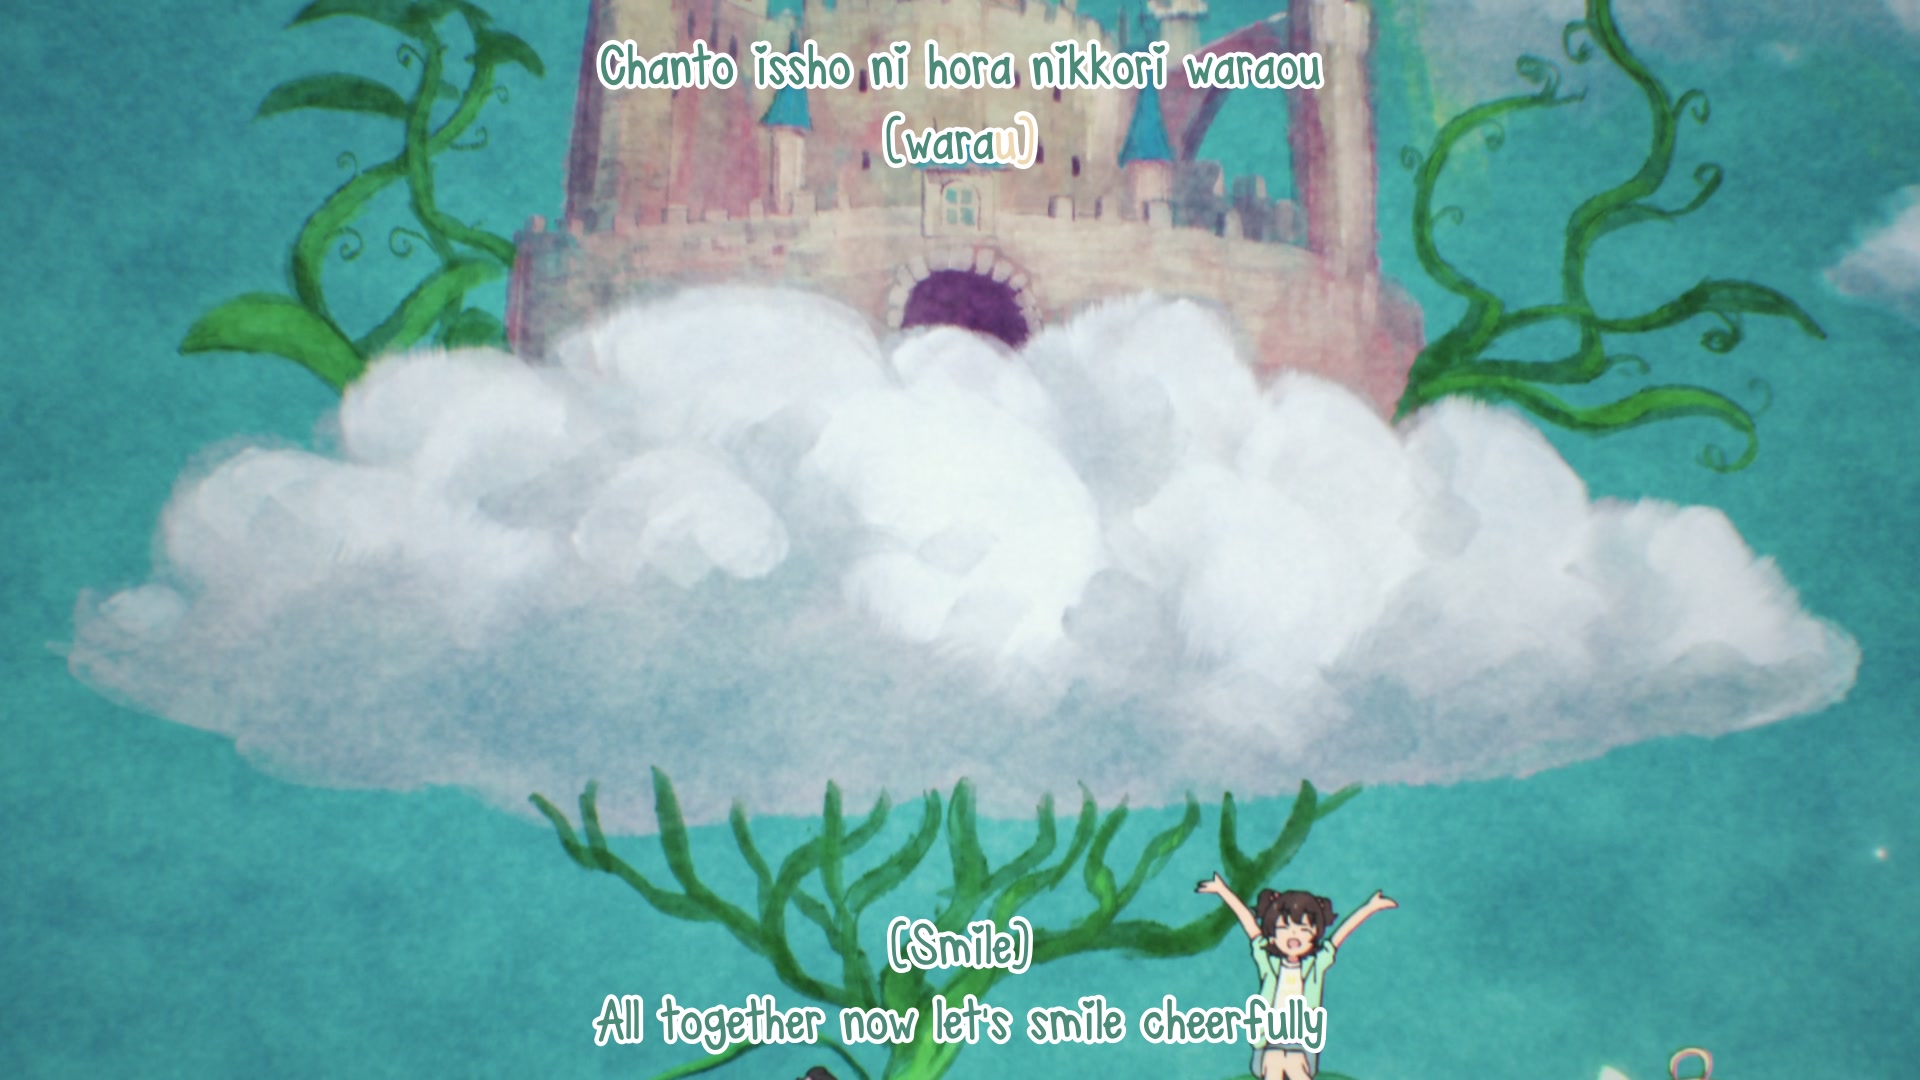 Chanto issho ni hora nikkori waraou
(warau)
(Smile)
All together now let's smile cheerfully